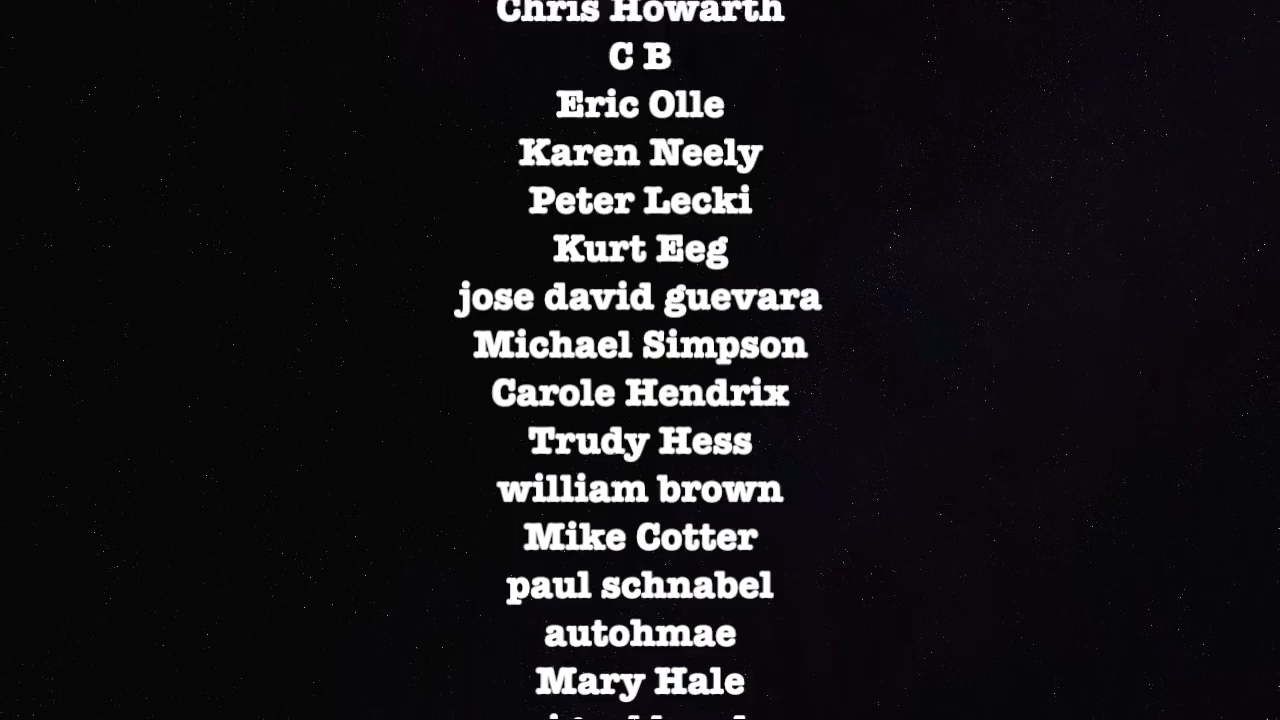 Chris Howarth
C B
Eric Olle
Karen Neely
Peter Lecki
Kurt Eeg
jose david guevara
Michael Simpson
Carole Hendrix
Trudy Hess
william brown
Mike Cotter
paul schnabel
autohmae
Mary Hale